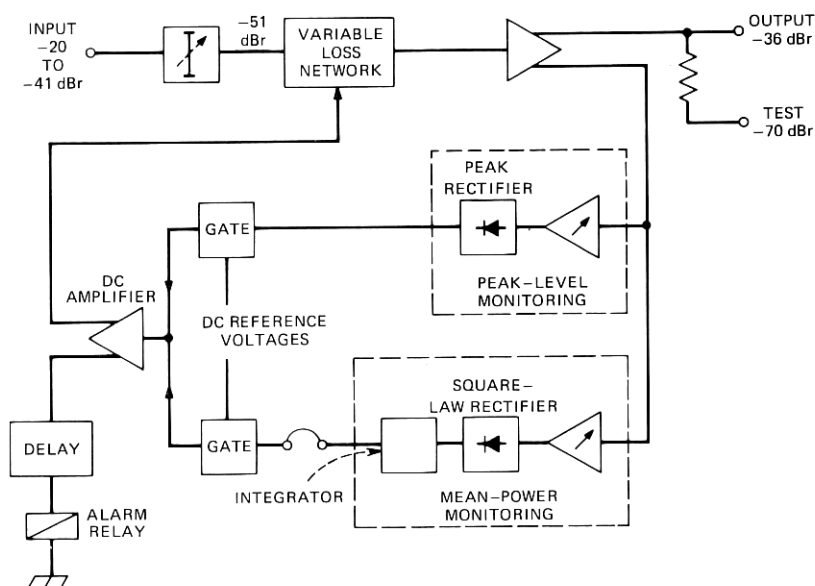 INPUT
-20
TO
-41 dBr
-51
dBr
VARIABLE
LOSS
NETWORK
OUTPUT
-36 dBr
TEST
-70 dBr
PEAK
RECTIFIER
PEAK-LEVEL
MONITORING
GATE
DC
AMPLIFIER
DC REFERENCE
VOLTAGES
GATE
SQUARE-
LAW RECTIFIER
INTEGRATOR
MEAN-POWER
MONITORING
DELAY
ALARM
RELAY